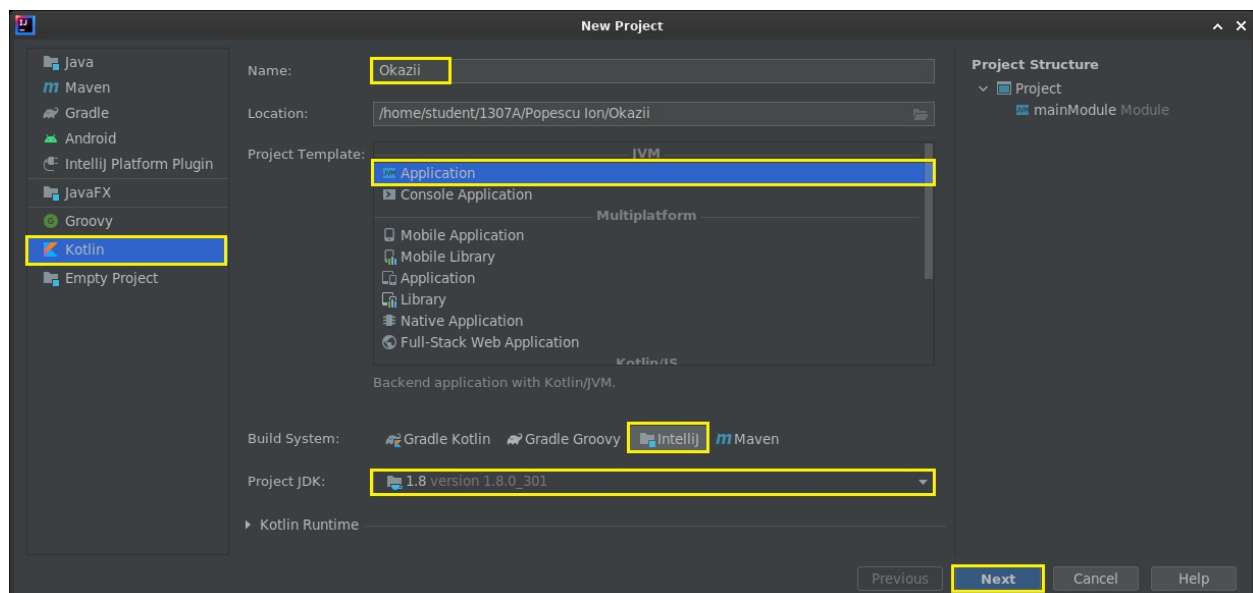 New Project
Java
Maven
Gradle
Android
IntelliJ Platform Plugin
JavaFX
Groovy
Kotlin
Empty Project
Name: Okazii
Location: /home/student/1307A/Popescu Ion/Okazii
Project Template:
JVM
Application
Console Application
Multiplatform
Mobile Application
Mobile Library
Application
Library
Native Application
Full-Stack Web Application
Kotlin/JS
Backend application with Kotlin/JVM.
Build System: Gradle Kotlin Gradle Groovy IntelliJ Maven
Project JDK: 1.8 version 1.8.0_301
Kotlin Runtime
Project Structure
Project
mainModule Module
Previous Next Cancel Help